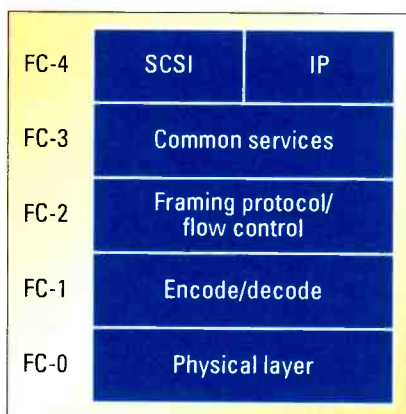 FC-4 SCSI IP
FC-3 Common services
FC-2 Framing protocol/
flow control
FC-1 Encode/decode
FC-0 Physical layer